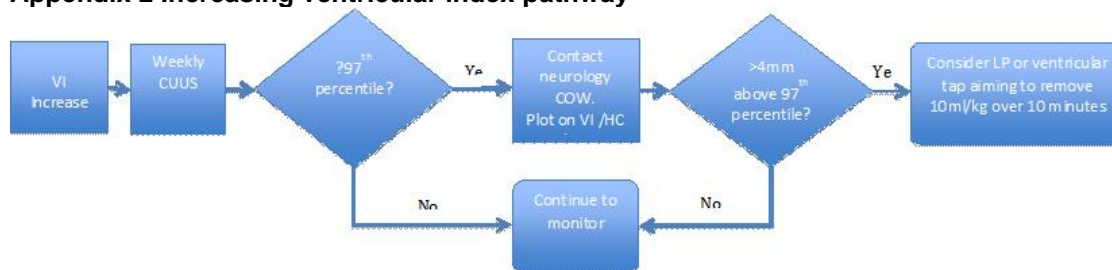 Appendix 2 Increasing ventricular index pathway
VI
Increase
Weekly
CUUS
?97th
percentile?
Ye
Contact
neurology
COW.
Plot on VI /HC
>4mm
above 97th
percentile?
Ye
Consider LP or ventricular
tap aiming to remove
10ml/kg over 10 minutes
No
Continue to
monitor
No